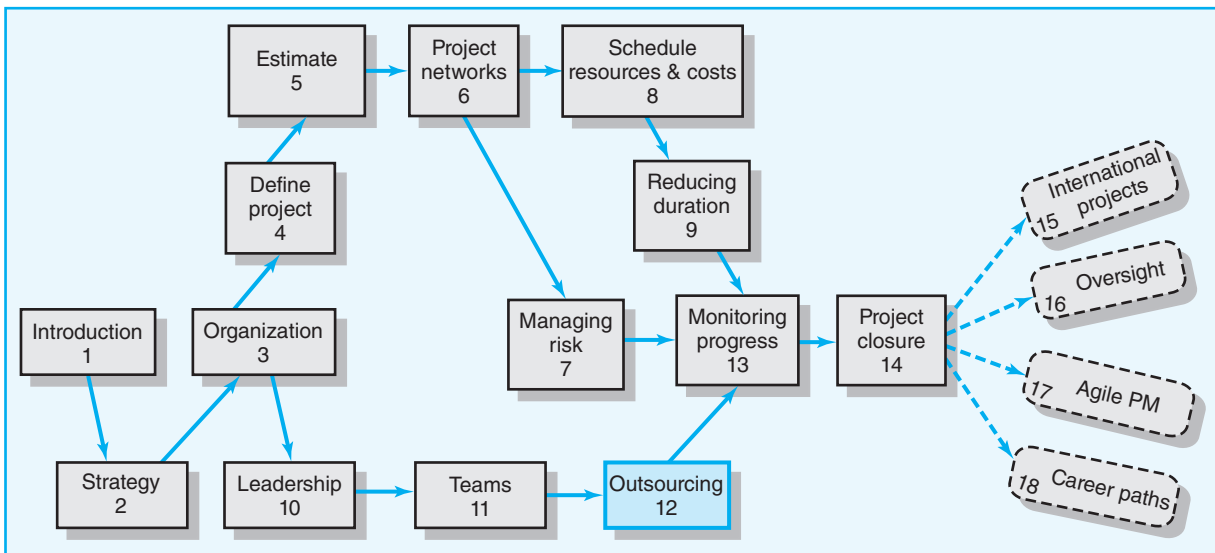 Introduction
1
Strategy
2
Organization
3
Define
project
4
Estimate
5
Project
networks
6
Managing
risk
7
Schedule
resources & costs
8
Reducing
duration
9
Leadership
10
Teams
11
Outsourcing
12
Monitoring
progress
13
Project
closure
14
International
projects
15
Oversight
16
Agile PM
17
Career paths
18